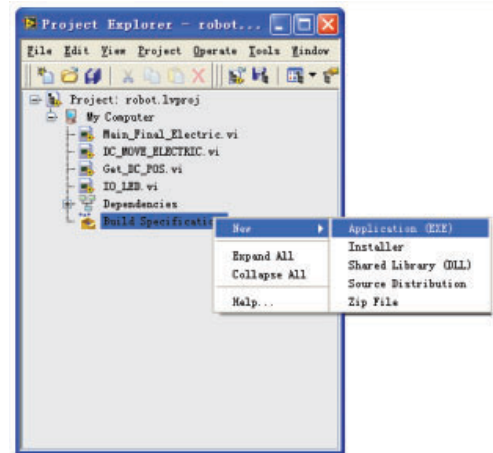 Project Explorer - robot...
File Edit View Project Operate Tools Window
Project: robot.lvproj
My Computer
Main_Final_Electric.vi
DC_MOVE_ELECTRIC.vi
Get_DC_POS.vi
IO_LED.vi
Dependencies
Build Specificatio
New
Expand All
Collapse All
Help...
Application (EXE)
Installer
Shared Library (DLL)
Source Distribution
Zip File